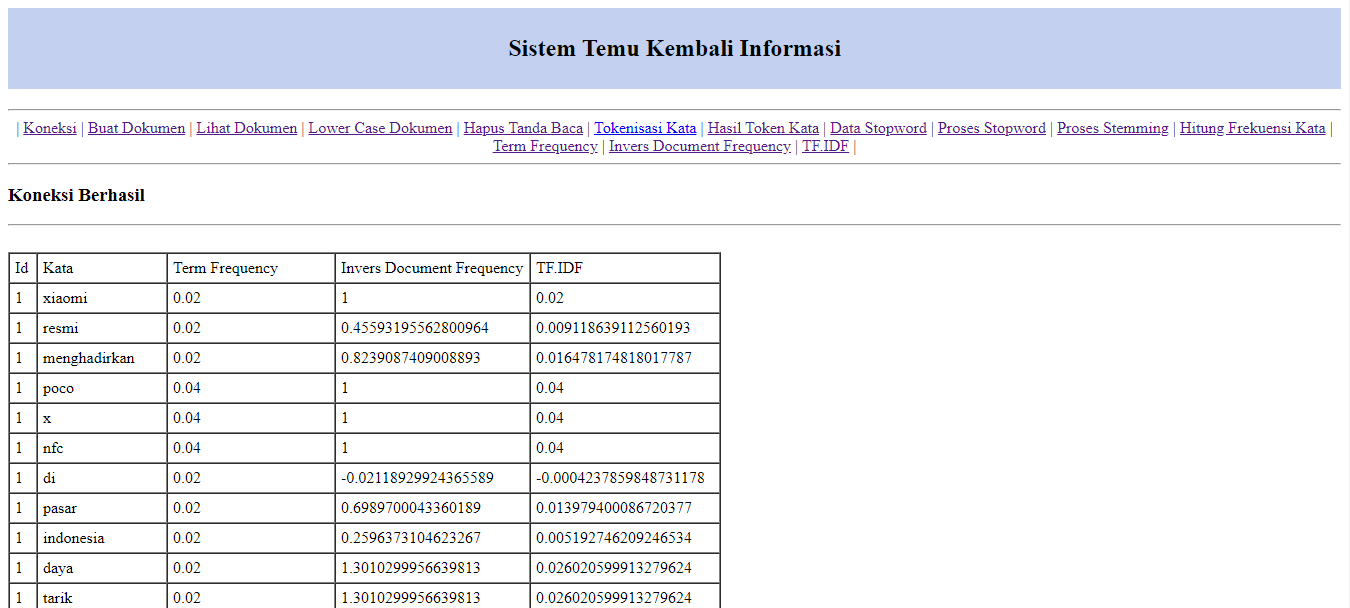 Sistem Temu Kembali Informasi
| Koneksi | Buat Dokumen | Lihat Dokumen | Lower Case Dokumen | Hapus Tanda Baca | Tokenisasi Kata | Hasil Token Kata | Data Stopword | Proses Stopword | Proses Stemming | Hitung Frekuensi Kata |
Term Frequency | Invers Document Frequency | TF.IDF |
Koneksi Berhasil
Id Kata Term Frequency Invers Document Frequency TF.IDF
1 xiaomi 0.02 1 0.02
1 resmi 0.02 0.45593195562800964 0.009118639112560193
1 menghadirkan 0.02 0.8239087409008893 0.016478174818017787
1 poco 0.04 1 0.04
1 x 0.04 1 0.04
1 nfc 0.04 1 0.04
1 di 0.02 -0.02118929924365589 -0.0004237859848731178
1 pasar 0.02 0.6989700043360189 0.013979400086720377
1 indonesia 0.02 0.2596373104623267 0.005192746209246534
1 daya 0.02 1.3010299956639813 0.026020599913279624
1 tarik 0.02 1.3010299956639813 0.026020599913279624